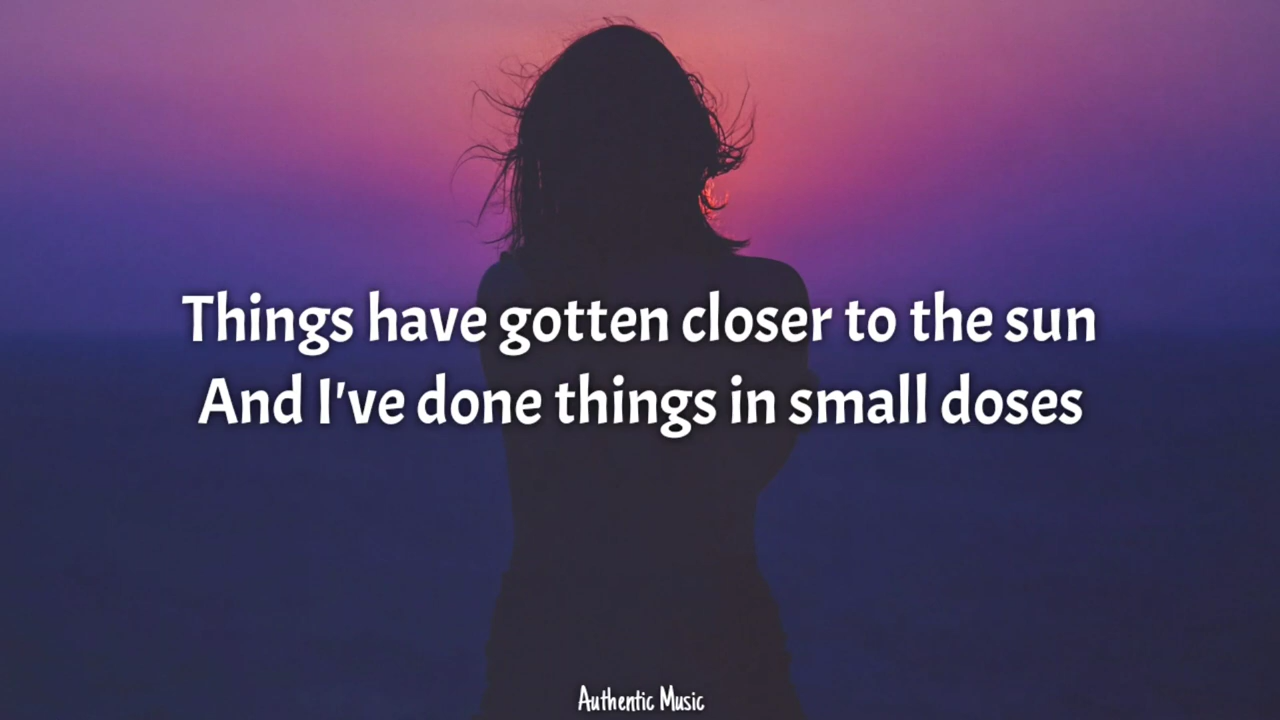 Things have gotten closer to the sun
And I've done things in small doses
Authentic Music